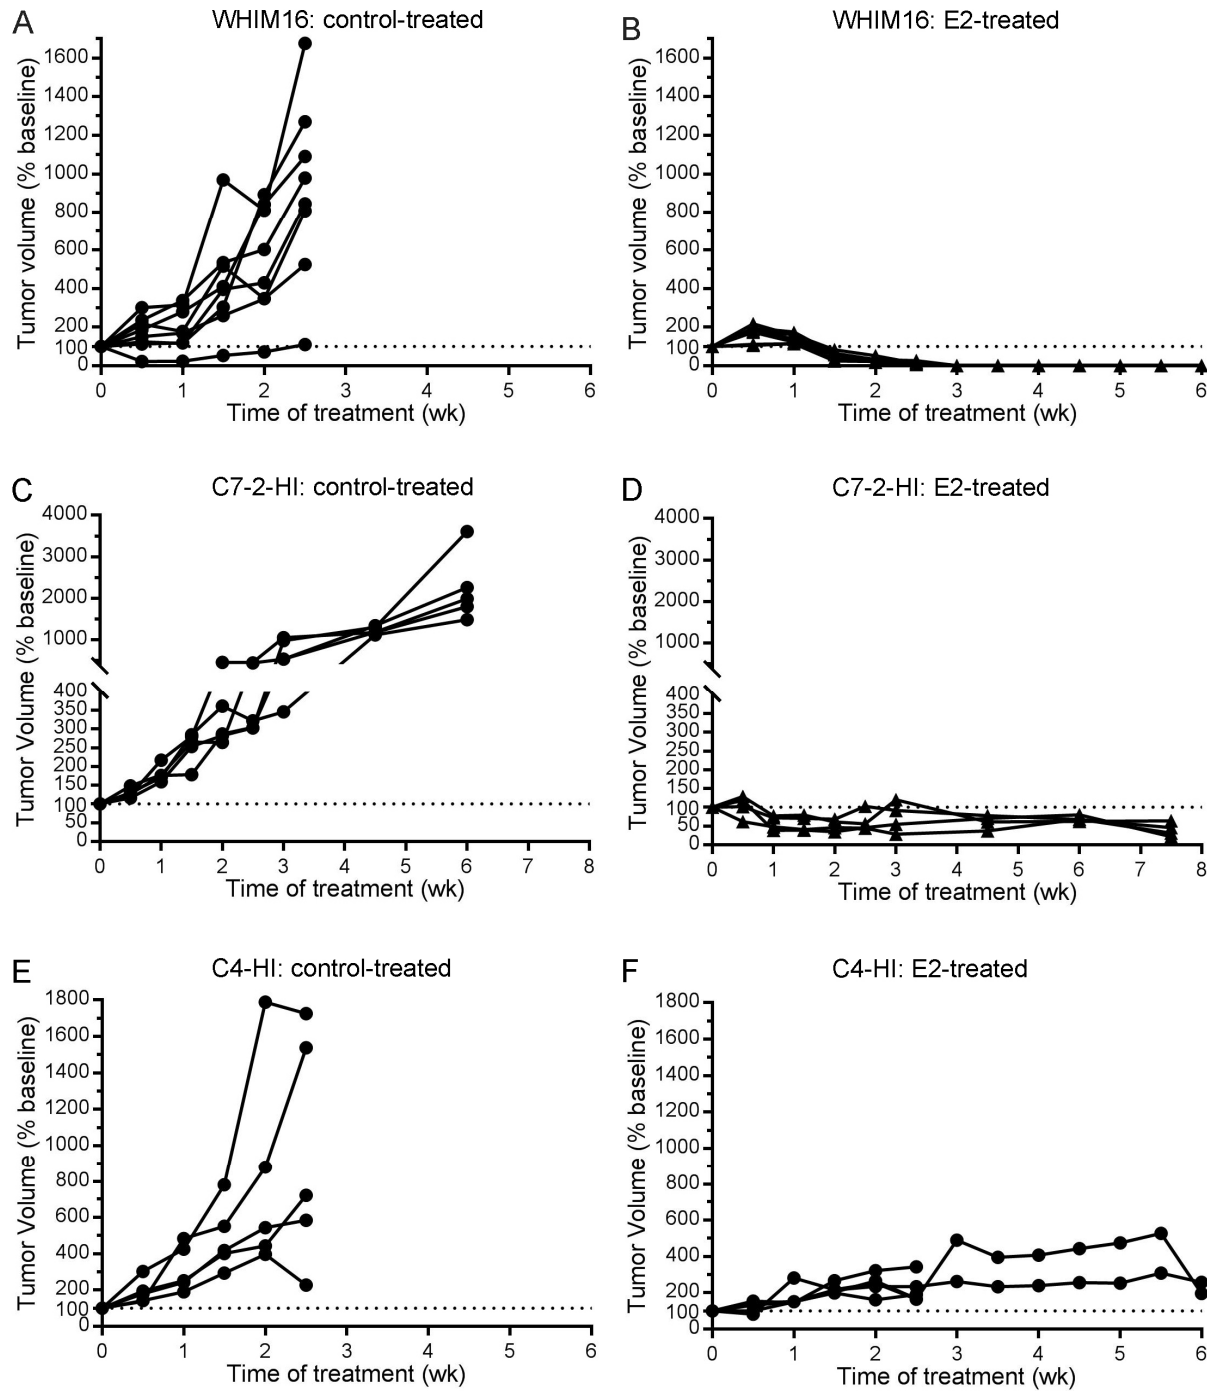 A
WHIM16: control-treated
Tumor volume (% baseline)
1600
1400
1200
1000
800
600
400
200
100
0
0 1 2 3 4 5 6
Time of treatment (wk)
B
WHIM16: E2-treated
Tumor volume (% baseline)
1600
1400
1200
1000
800
600
400
200
100
0
0 1 2 3 4 5 6
Time of treatment (wk)
C
C7-2-HI: control-treated
Tumor Volume (% baseline)
4000
3000
2000
1000
400
350
300
250
200
150
100
50
0
0 1 2 3 4 5 6 7 8
Time of treatment (wk)
D
C7-2-HI: E2-treated
Tumor Volume (% baseline)
4000
3000
2000
1000
400
350
300
250
200
150
100
50
0
0 1 2 3 4 5 6 7 8
Time of treatment (wk)
E
C4-HI: control-treated
Tumor Volume (% baseline)
1800
1600
1400
1200
1000
800
600
400
200
100
0
0 1 2 3 4 5 6
Time of treatment (wk)
F
C4-HI: E2-treated
Tumor Volume (% baseline)
1800
1600
1400
1200
1000
800
600
400
200
100
0
0 1 2 3 4 5 6
Time of treatment (wk)